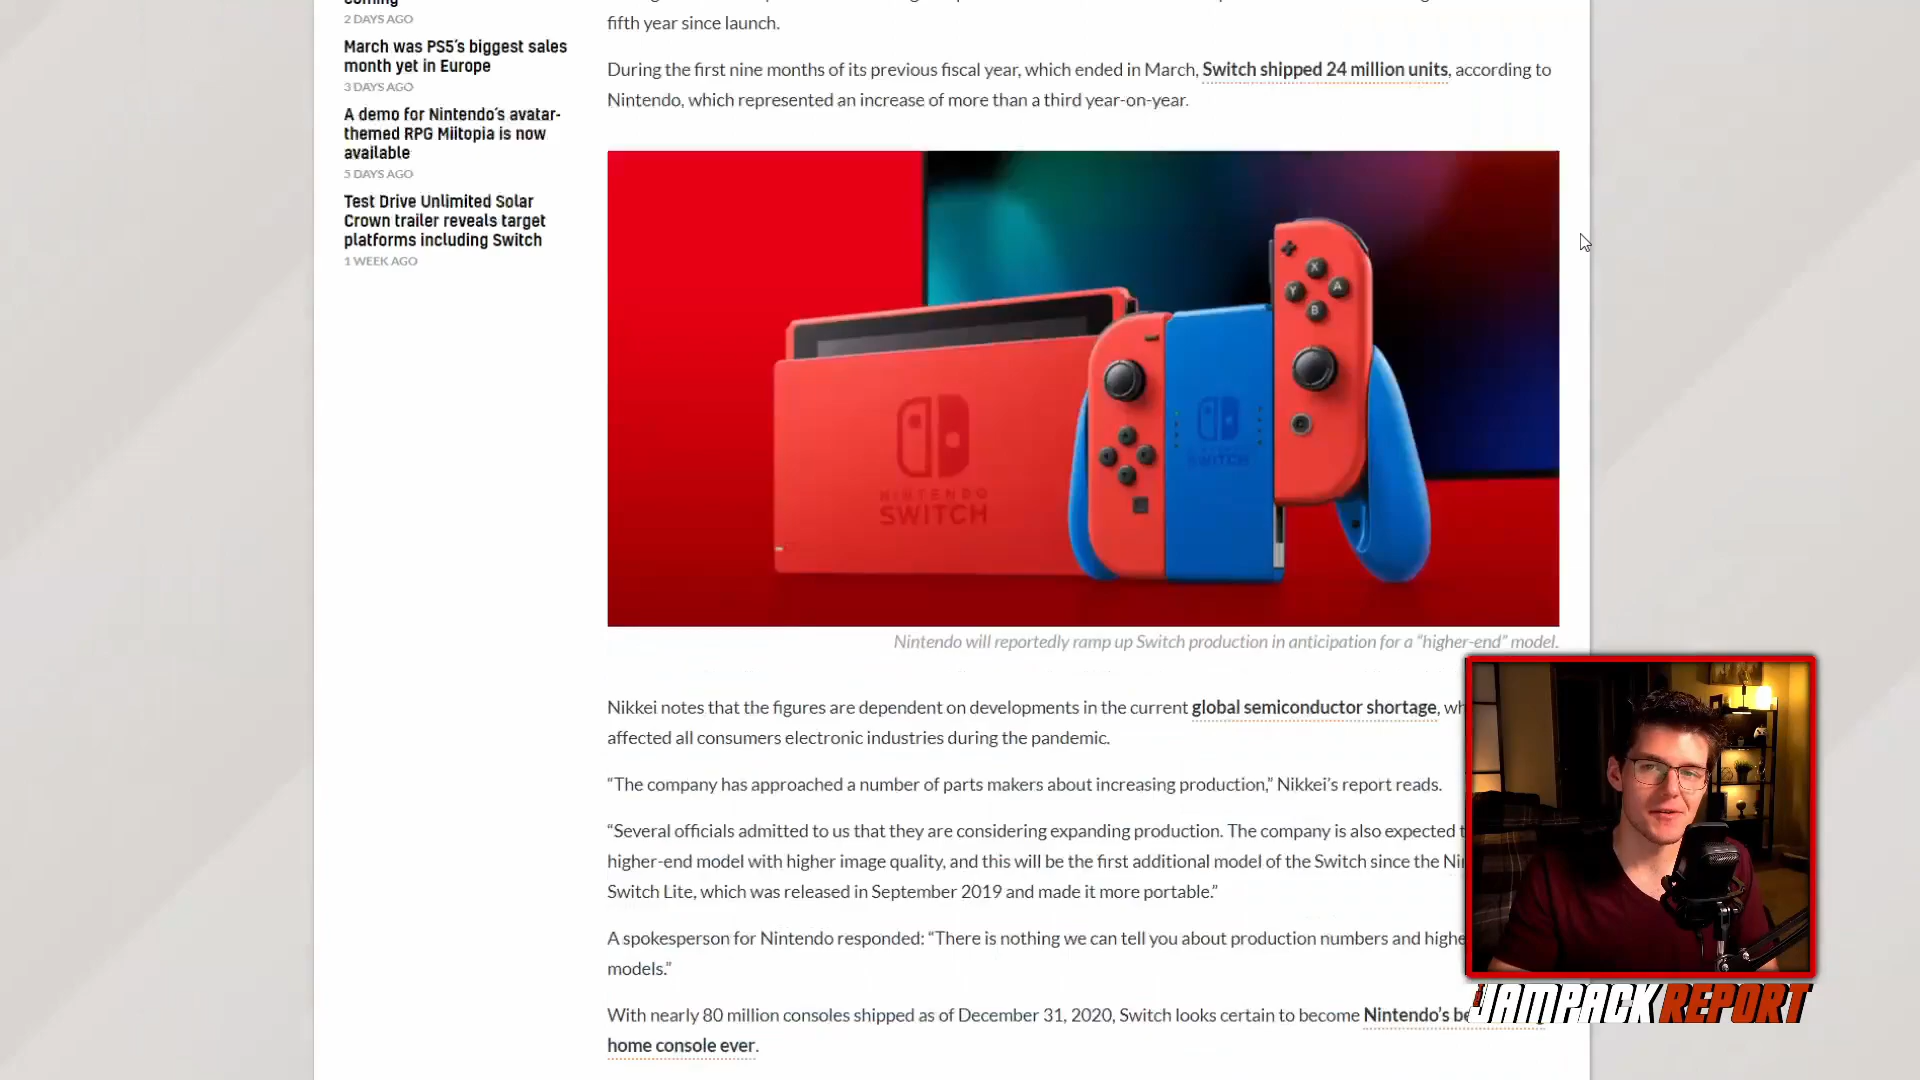 2 DAYS AGO
March was PS5's biggest sales
month yet in Europe
3 DAYS AGO
A demo for Nintendo's avatar-
themed RPG Miitopia is now
available
5 DAYS AGO
Test Drive Unlimited Solar
Crown trailer reveals target
platforms including Switch
1 WEEK AGO
fifth year since launch.
During the first nine months of its previous fiscal year, which ended in March, Switch shipped 24 million units, according to
Nintendo, which represented an increase of more than a third year-on-year.
X
Y A
B
NINTENDO
SWITCH
NINTENDO
SWITCH
Nintendo will reportedly ramp up Switch production in anticipation for a “higher-end” model.
Nikkei notes that the figures are dependent on developments in the current global semiconductor shortage,
affected all consumers electronic industries during the pandemic.
“The company has approached a number of parts makers about increasing production,” Nikkei’s report reads.
“Several officials admitted to us that they are considering expanding production. The company is also expected
higher-end model with higher image quality, and this will be the first additional model of the Switch since the
Switch Lite, which was released in September 2019 and made it more portable.”
A spokesperson for Nintendo responded: “There is nothing we can tell you about production numbers and
models.”
With nearly 80 million consoles shipped as of December 31, 2020, Switch looks certain to become Nintendo’s
home console ever.
JAMPACK REPORT